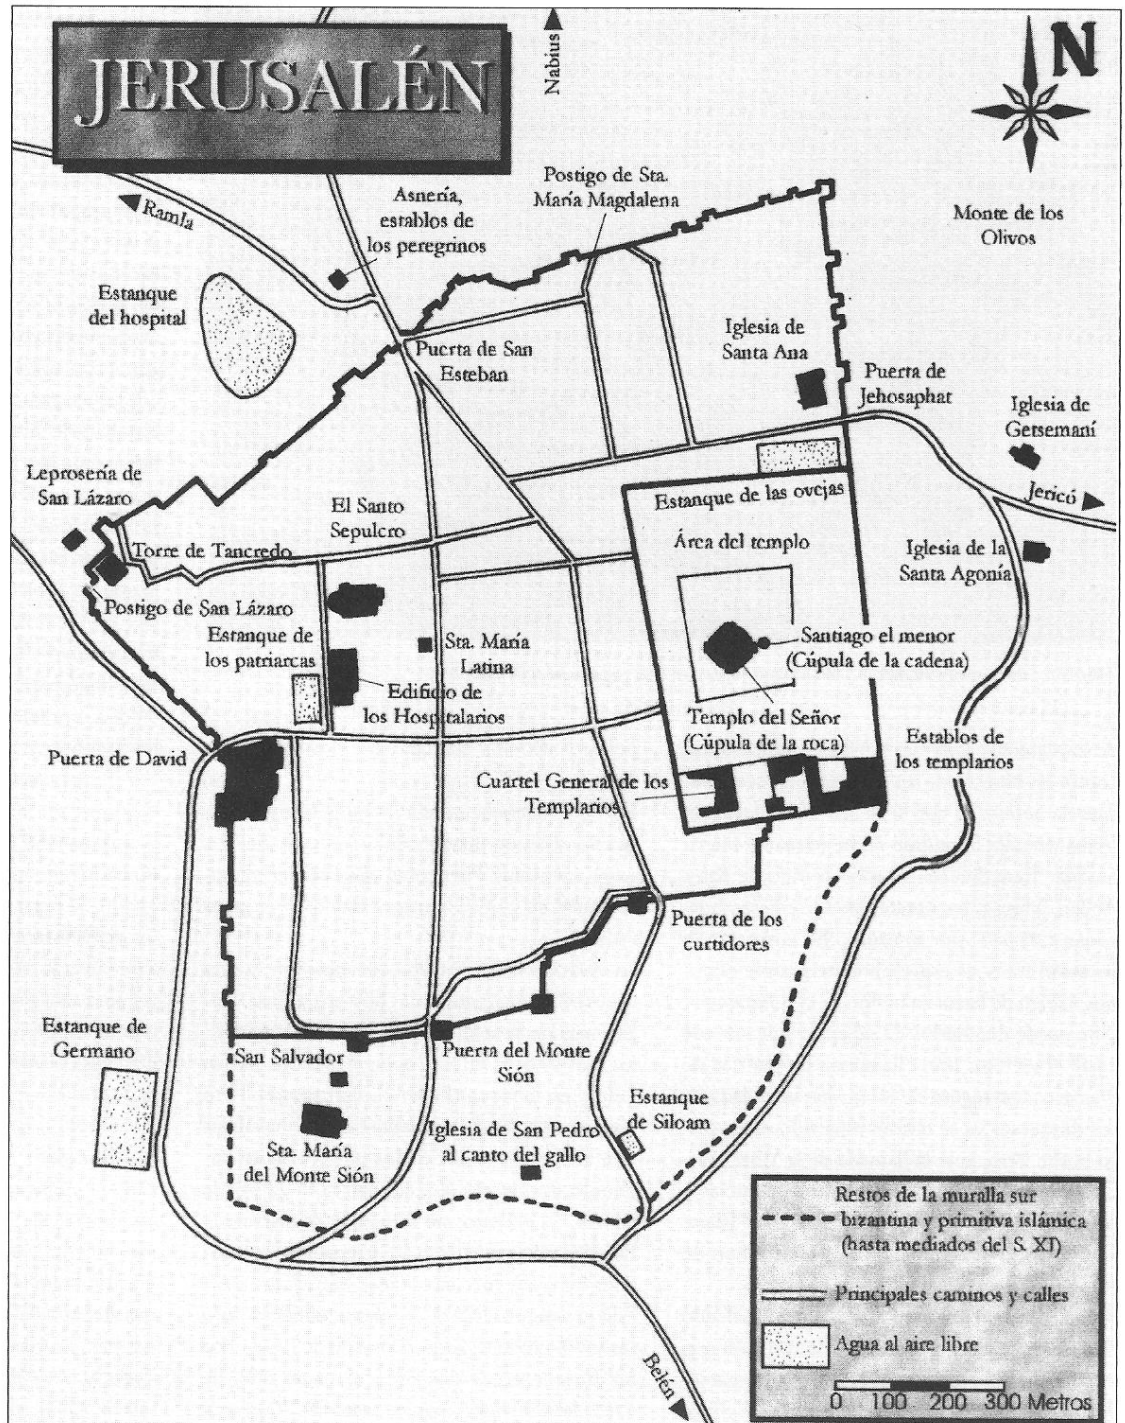 JERUSALÉN
Nabius
N
Ramla
Asnería,
establos de
los peregrinos
Postigo de Sta.
María Magdalena
Monte de los
Olivos
Estanque
del hospital
Puerta de San
Esteban
Iglesia de
Santa Ana
Puerta de
Jehosaphat
Iglesia de
Getsemaní
Jericó
Leprosería de
San Lázaro
El Santo
Sepulcro
Estanque de las ovejas
Torre de Tancredo
Área del templo
Iglesia de la
Santa Agonía
Postigo de San Lázaro
Estanque de
los patriarcas
Sta. María
Latina
Santiago el menor
(Cúpula de la cadena)
Edificio de
los Hospitalarios
Templo del Señor
(Cúpula de la roca)
Puerta de David
Establos de
los templarios
Cuartel General de los
Templarios
Puerta de los
curtidores
Estanque de
Germano
San Salvador
Puerta del Monte
Sión
Estanque
de Siloam
Sta. María
del Monte Sión
Iglesia de San Pedro
al canto del gallo
Belén
Restos de la muralla sur
bizantina y primitiva islámica
(hasta mediados del S. XI)
Principales caminos y calles
Agua al aire libre
0 100 200 300 Metros